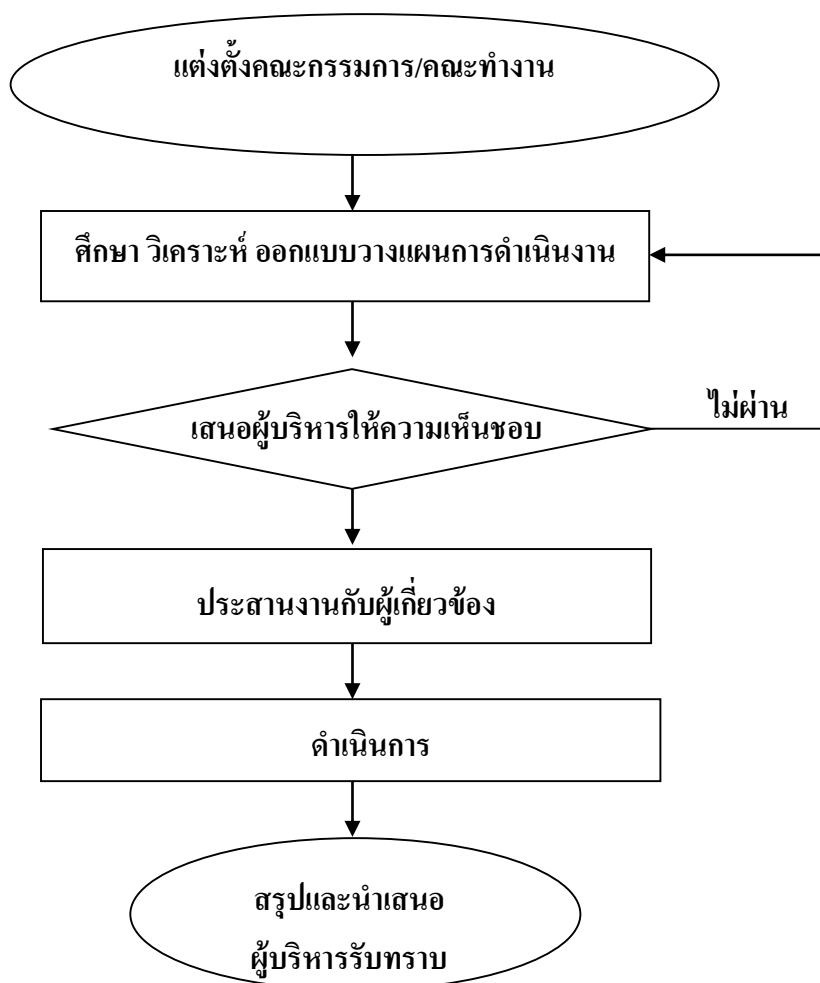 แต่งตั้งคณะกรรมการ/คณะทำงาน
ศึกษา วิเคราะห์ ออกแบบวางแผนการดำเนินงาน
เสนอผู้บริหารให้ความเห็นชอบ
ไม่ผ่าน
ประสานงานกับผู้เกี่ยวข้อง
ดำเนินการ
สรุปและนำเสนอ
ผู้บริหารรับทราบ